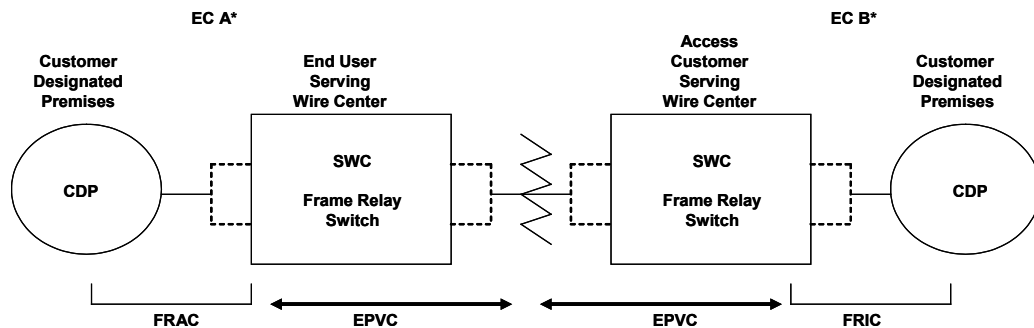 EC A*
EC B*
Customer
Designated
Premises
End User
Serving
Wire Center
Access
Customer
Serving
Wire Center
Customer
Designated
Premises
CDP
SWC
Frame Relay
Switch
SWC
Frame Relay
Switch
CDP
FRAC
EPVC
EPVC
FRIC